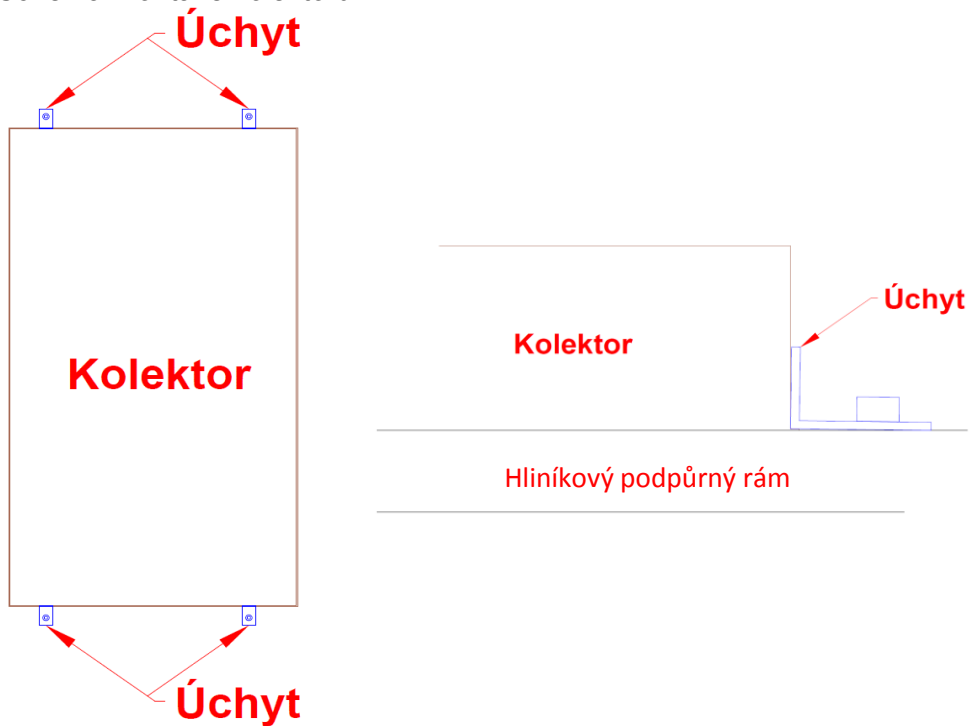 Úchyt
Kolektor
Úchyt
Úchyt
Kolektor
Hliníkový podpůrný rám